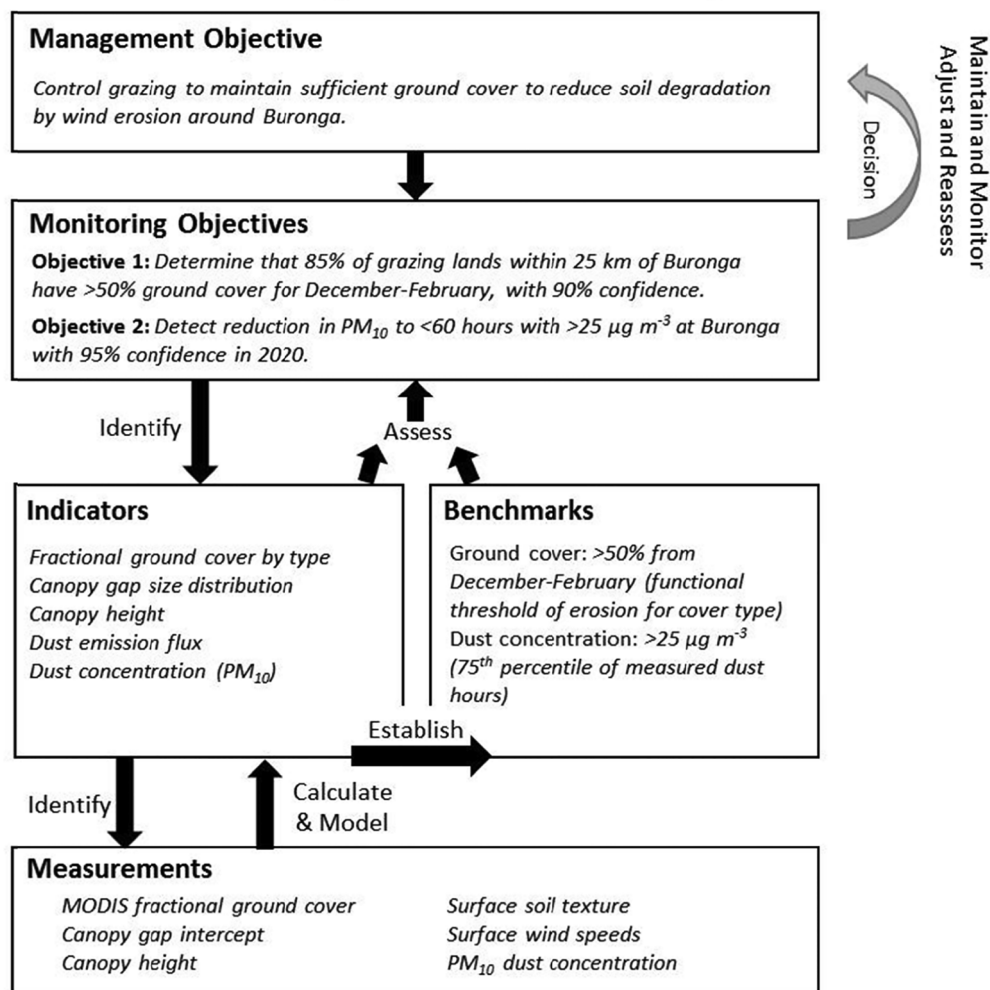 Management Objective
Control grazing to maintain sufficient ground cover to reduce soil degradation
by wind erosion around Buronga.
Maintain and Monitor
Adjust and Reassess
Decision
Monitoring Objectives
Objective 1: Determine that 85% of grazing lands within 25 km of Buronga
have >50% ground cover for December-February, with 90% confidence.
Objective 2: Detect reduction in PM₁₀ to <60 hours with >25 µg m⁻³ at Buronga
with 95% confidence in 2020.
Identify
Assess
Indicators
Fractional ground cover by type
Canopy gap size distribution
Canopy height
Dust emission flux
Dust concentration (PM₁₀)
Benchmarks
Ground cover: >50% from
December-February (functional
threshold of erosion for cover type)
Dust concentration: >25 µg m⁻³
(75ᵗʰ percentile of measured dust
hours)
Establish
Identify
Calculate
& Model
Measurements
MODIS fractional ground cover
Canopy gap intercept
Canopy height
Surface soil texture
Surface wind speeds
PM₁₀ dust concentration